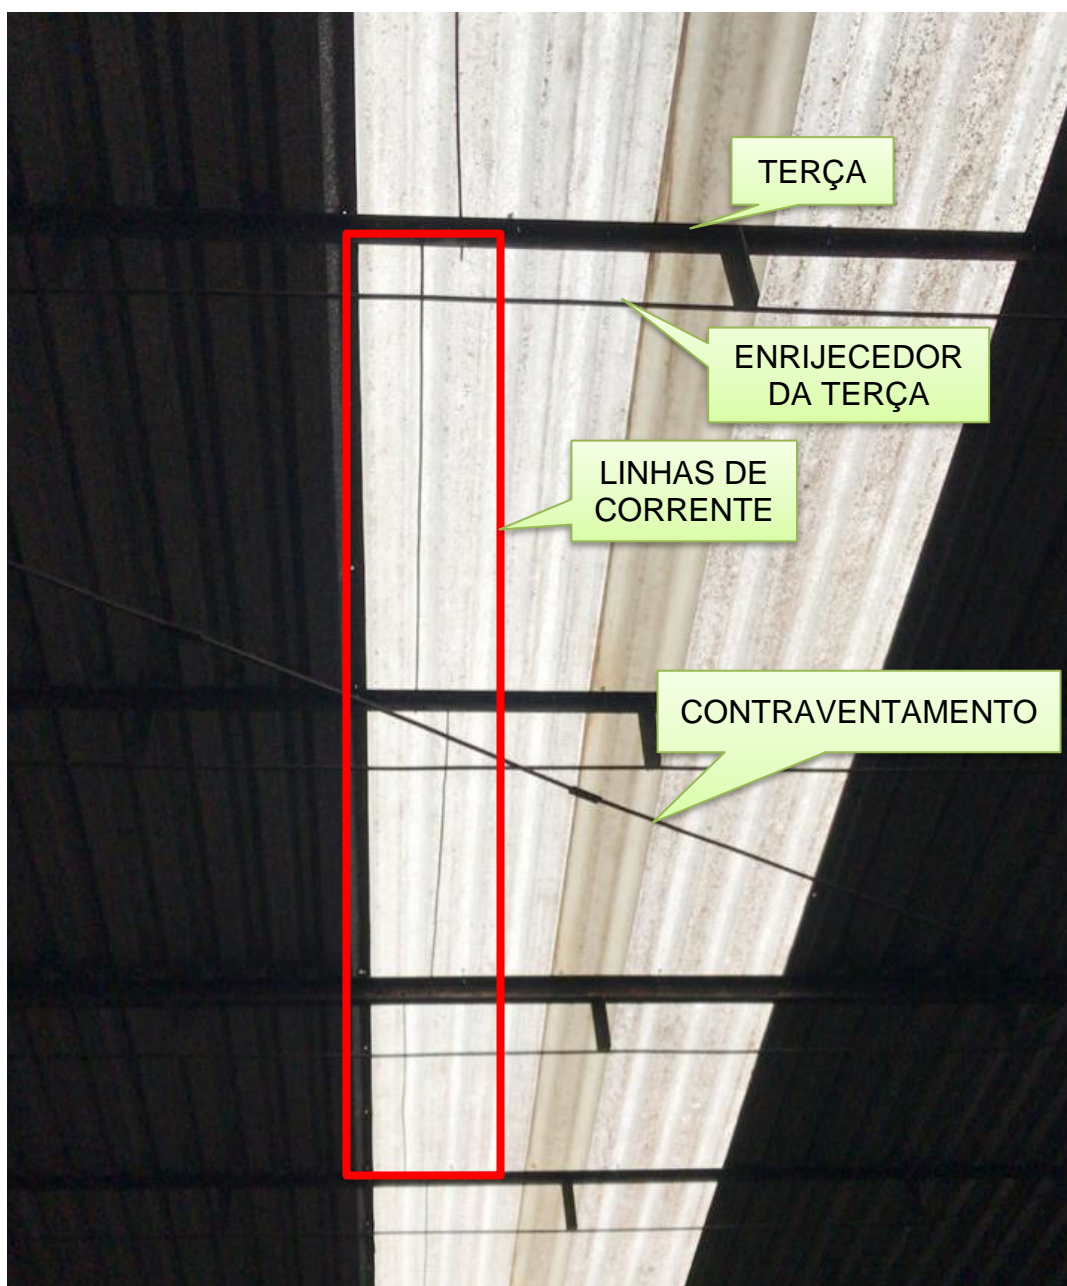 TERÇA
ENRIJECEDOR
DA TERÇA
LINHAS DE
CORRENTE
CONTRAVENTAMENTO